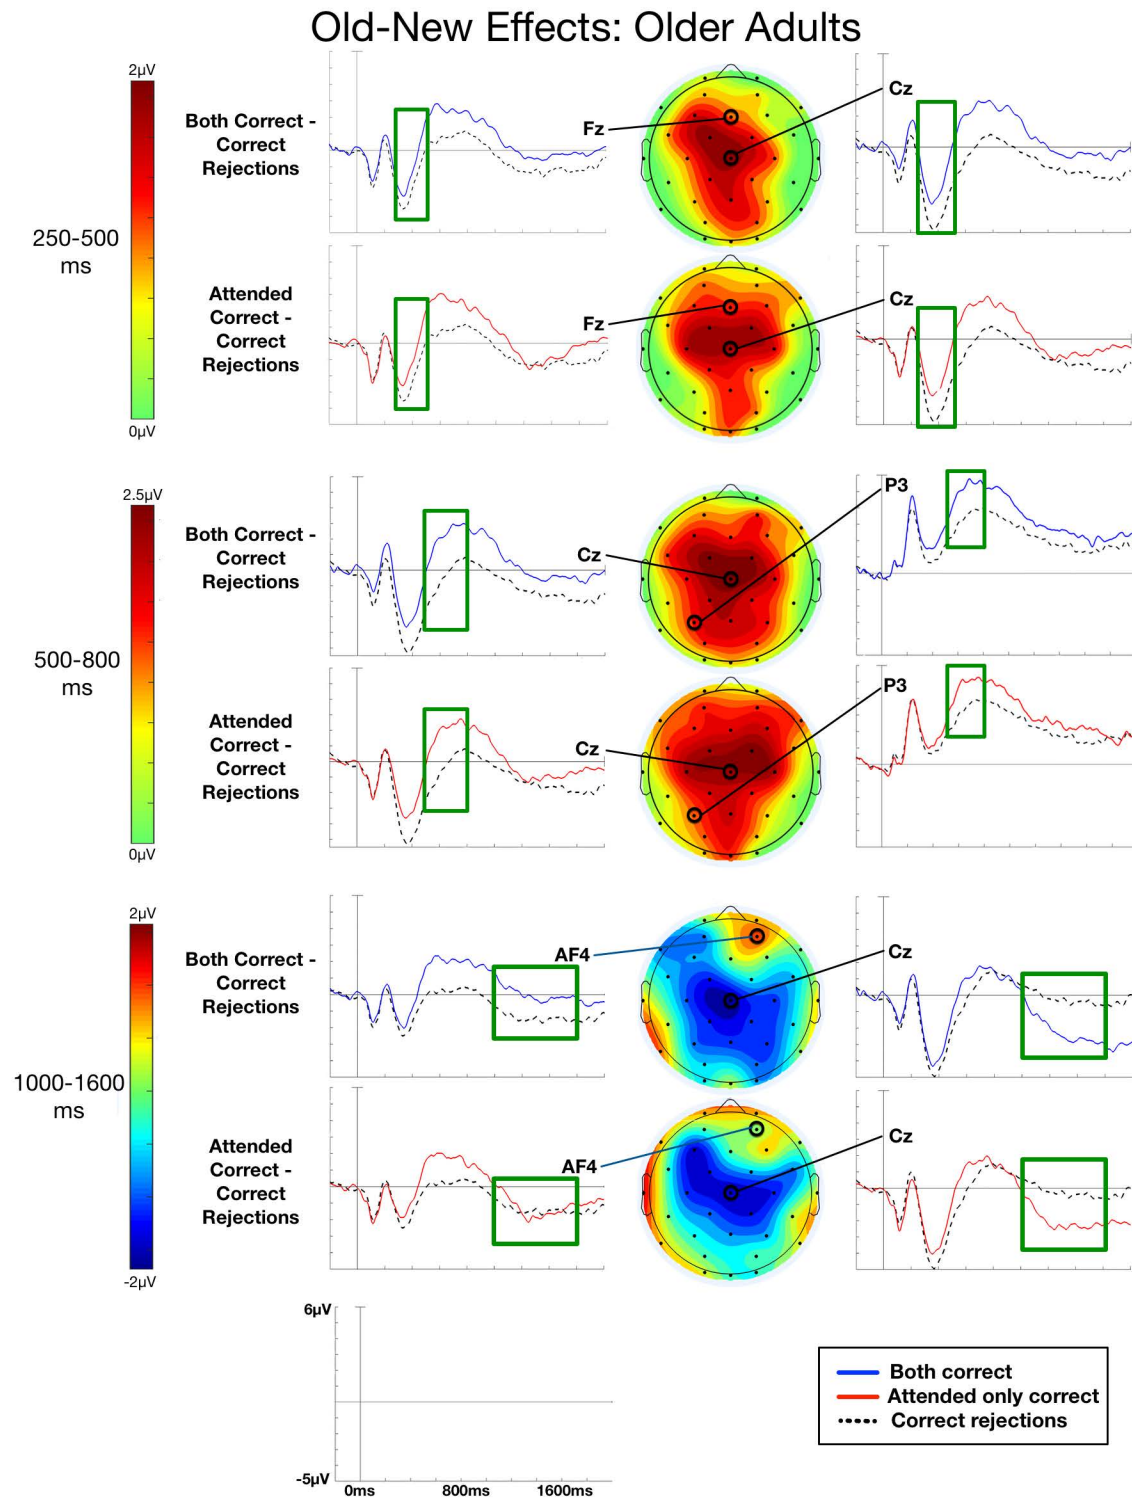 Old-New Effects: Older Adults
2µV
Both Correct -
Correct
Rejections
Fz
Cz
250-500
ms
Attended
Correct -
Correct
Rejections
Fz
Cz
0µV
2.5µV
Both Correct -
Correct
Rejections
Cz
P3
500-800
ms
Attended
Correct -
Correct
Rejections
Cz
P3
0µV
2µV
Both Correct -
Correct
Rejections
AF4
Cz
1000-1600
ms
Attended
Correct -
Correct
Rejections
AF4
Cz
-2µV
6µV
-5µV
0ms 800ms 1600ms
Both correct
Attended only correct
Correct rejections